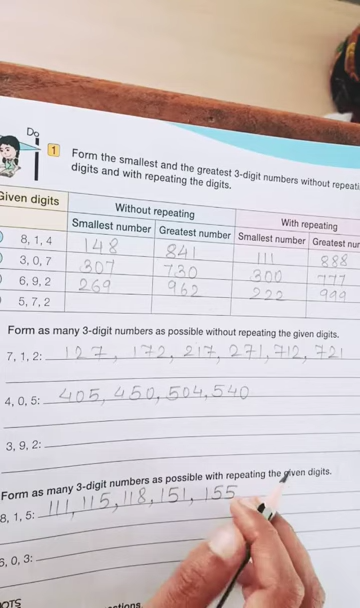 Do
1 Form the smallest and the greatest 3-digit numbers without repeati
digits and with repeating the digits.
Given digits Without repeating With repeating
Smallest number Greatest number Smallest number Greatest nu
8, 1, 4 148 841 111 888
3, 0, 7 307 730 300 777
6, 9, 2 269 962 222 999
5, 7, 2
Form as many 3-digit numbers as possible without repeating the given digits.
7, 1, 2: 127, 172, 217, 271, 712, 721
4, 0, 5: 405, 450, 504, 540
3, 9, 2:
Form as many 3-digit numbers as possible with repeating the given digits.
8, 1, 5: 111, 115, 118, 151, 155
6, 0, 3:
OTS